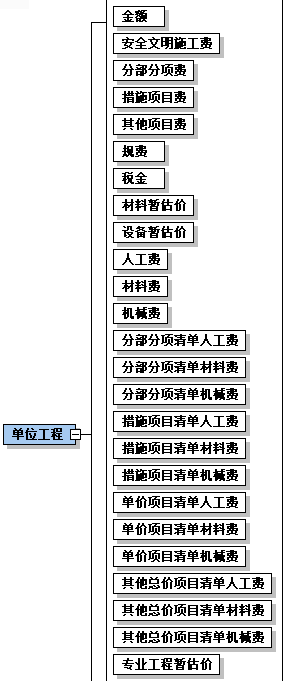 金额
安全文明施工费
分部分项费
措施项目费
其他项目费
规费
税金
材料暂估价
设备暂估价
人工费
材料费
机械费
分部分项清单人工费
分部分项清单材料费
分部分项清单机械费
单位工程
措施项目清单人工费
措施项目清单材料费
措施项目清单机械费
单价项目清单人工费
单价项目清单材料费
单价项目清单机械费
其他总价项目清单人工费
其他总价项目清单材料费
其他总价项目清单机械费
专业工程暂估价